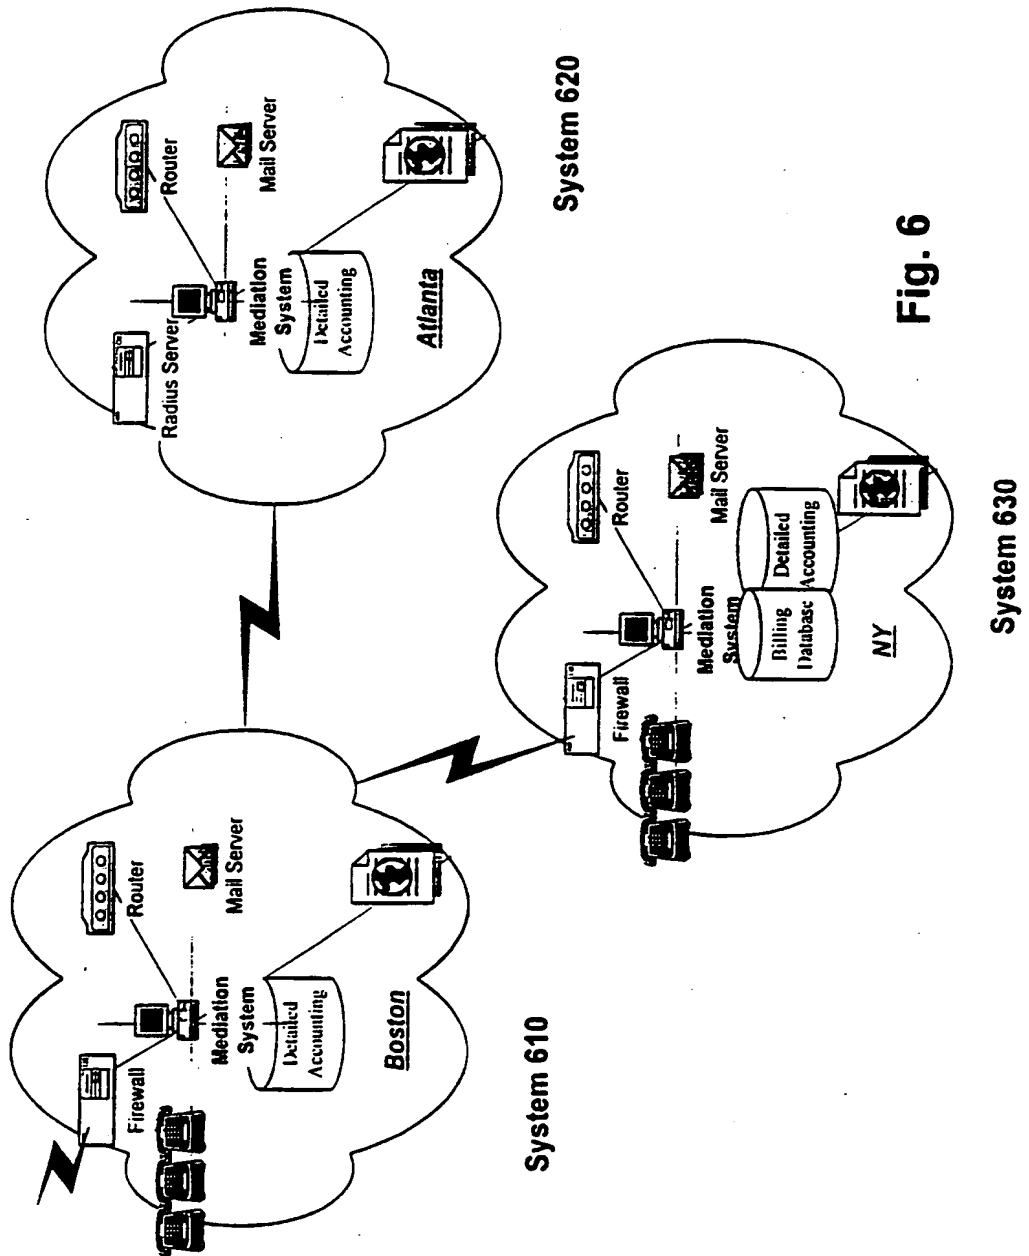 Firewall
Router
Mail Server
Mediation
System
Detailed
Accounting
Boston
System 610
Radius Server
Router
Mail Server
Mediation
System
Detailed
Accounting
Atlanta
System 620
Firewall
Router
Mail Server
Mediation
System
Billing
Database
Detailed
Accounting
NY
System 630
Fig. 6